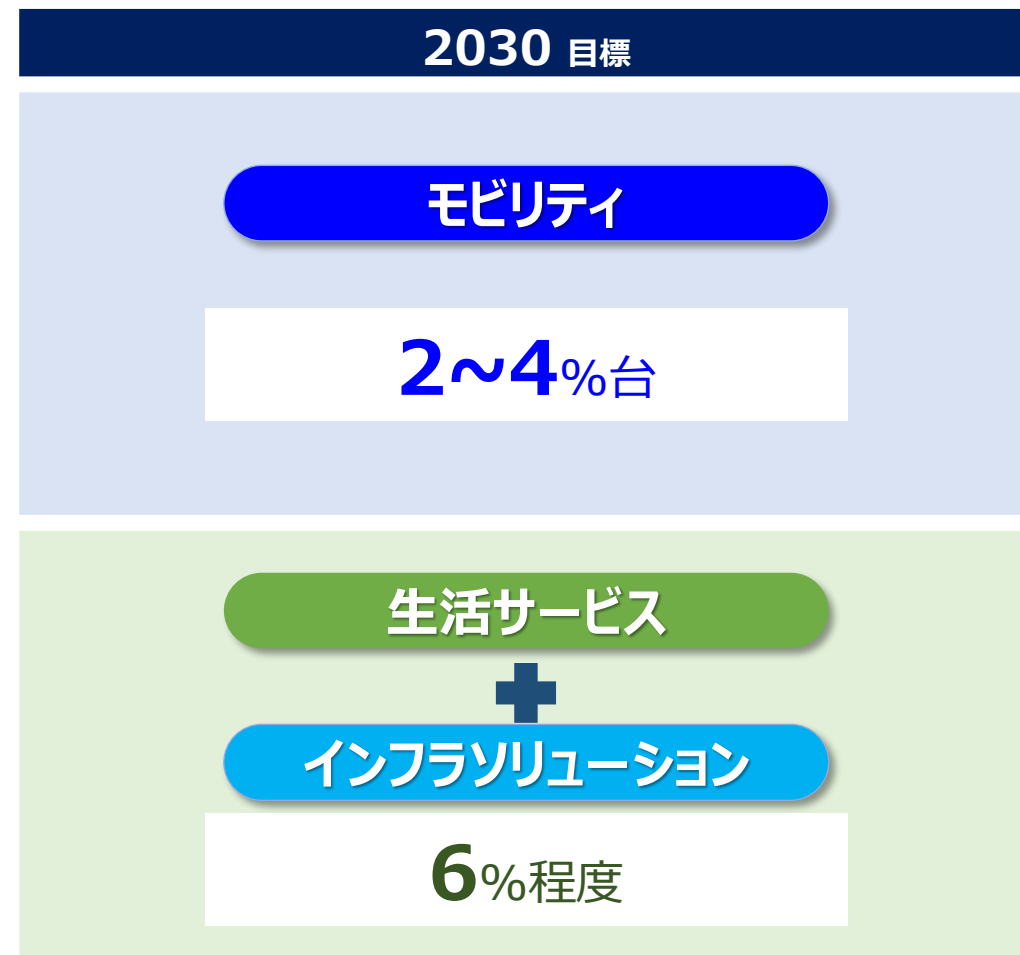 2030 目標
モビリティ
2~4%台
生活サービス
インフラソリューション
6%程度